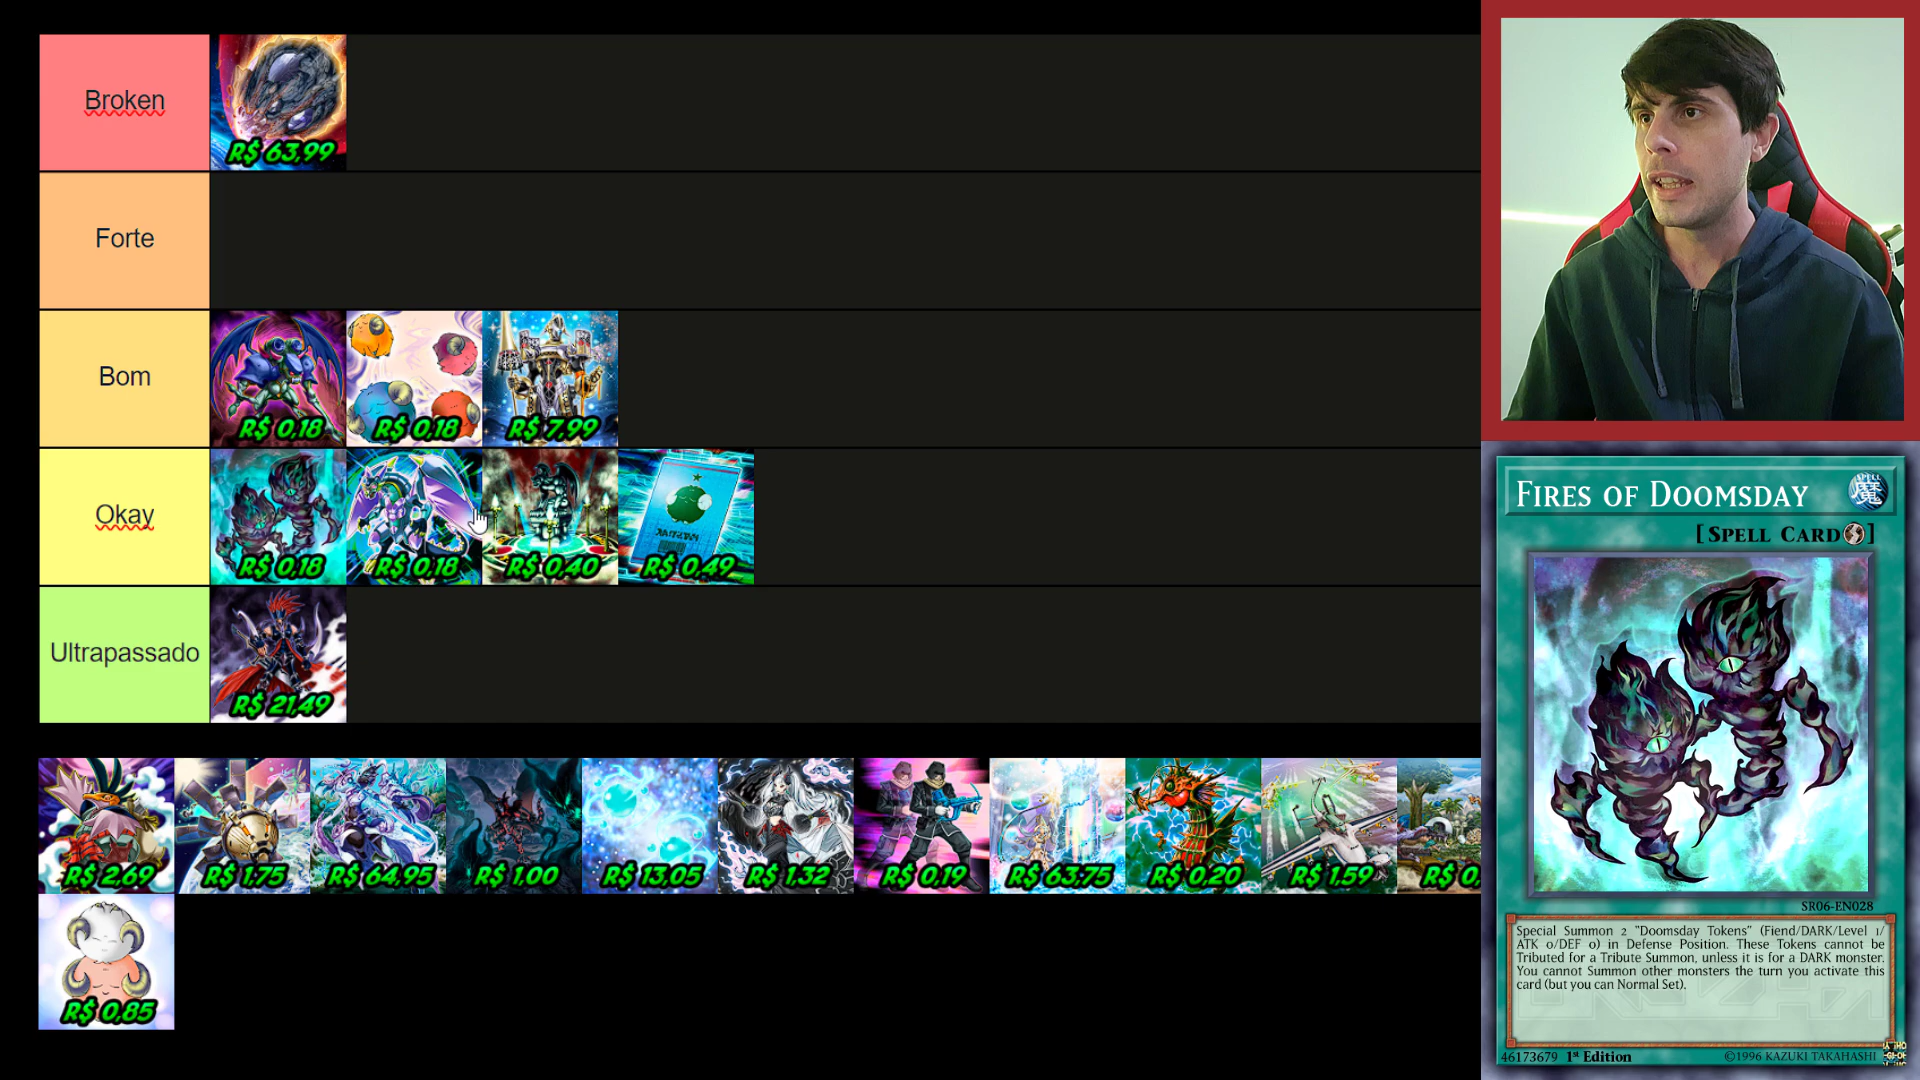 Broken
R$ 63,99
Forte
Bom
R$ 0,18
R$ 0,18
R$ 7,99
Okay
R$ 0,18
R$ 0,18
R$ 0,40
R$ 0,49
Ultrapassado
R$ 21,49
R$ 2,69
R$ 1,75
R$ 64,95
R$ 1,00
R$ 13,05
R$ 1,32
R$ 0,19
R$ 63,75
R$ 0,20
R$ 1,59
R$ 0
R$ 0,85
FIRES OF DOOMSDAY
SPELL
魔
[SPELL CARD]
SR06-EN028
Special Summon 2 "Doomsday Tokens" (Fiend/DARK/Level 1/
ATK 0/DEF 0) in Defense Position. These Tokens cannot be
Tributed for a Tribute Summon, unless it is for a DARK monster.
You cannot Summon other monsters the turn you activate this
card (but you can Normal Set).
46173679 1st Edition ©1996 KAZUKI TAKAHASHI